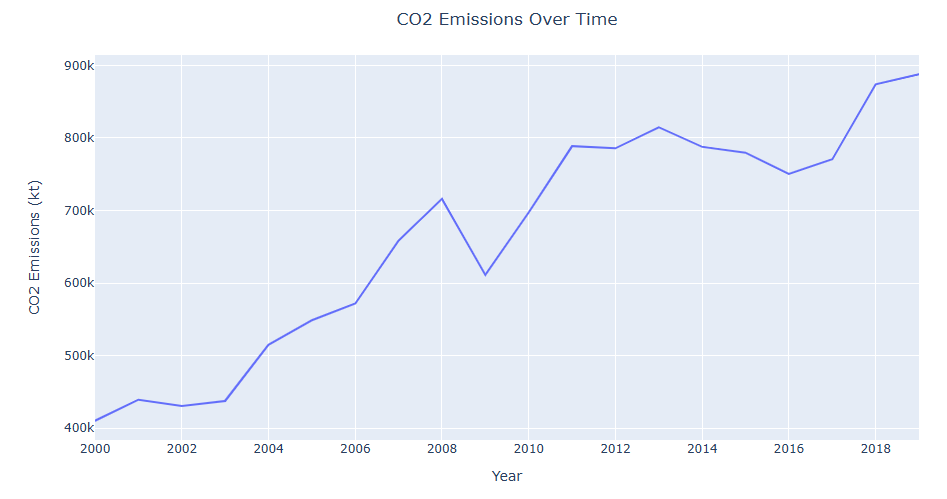 CO2 Emissions Over Time
CO2 Emissions (kt)
900k
800k
700k
600k
500k
400k
2000 2002 2004 2006 2008 2010 2012 2014 2016 2018
Year